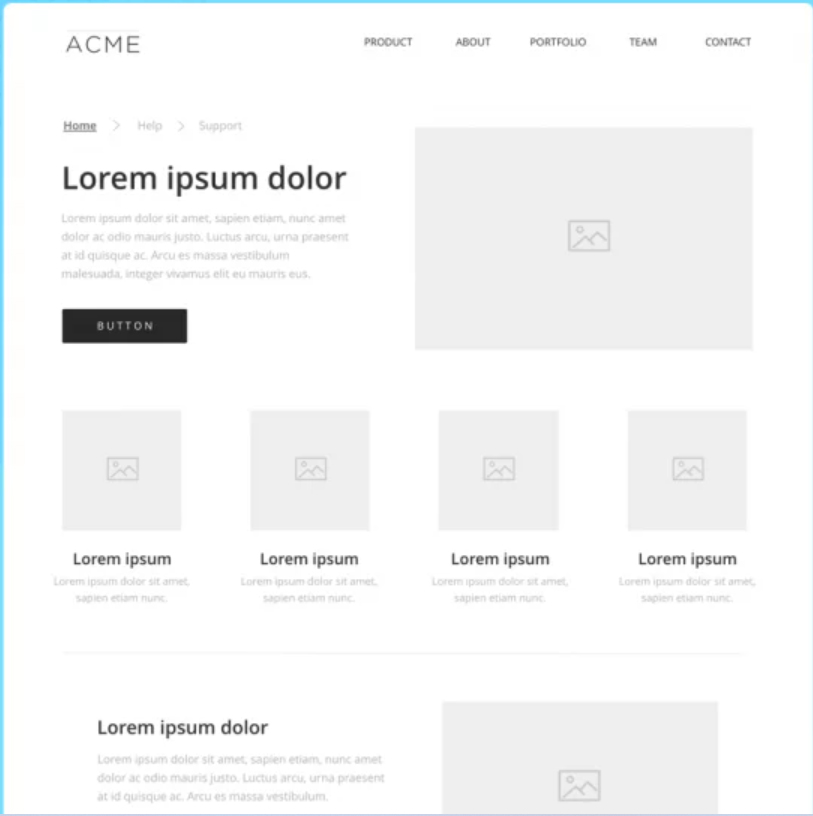 ACME
PRODUCT ABOUT PORTFOLIO TEAM CONTACT
Home > Help > Support
Lorem ipsum dolor
Lorem ipsum dolor sit amet, sapien etiam, nunc amet
dolor ac odio mauris justo. Luctus arcu, urna praesent
at id quisque ac. Arcu es massa vestibulum
malesuada, integer vivamus elit eu mauris eus.
BUTTON
Lorem ipsum
Lorem ipsum dolor sit amet,
sapien etiam nunc.
Lorem ipsum
Lorem ipsum dolor sit amet,
sapien etiam nunc.
Lorem ipsum
Lorem ipsum dolor sit amet,
sapien etiam nunc.
Lorem ipsum
Lorem ipsum dolor sit amet,
sapien etiam nunc.
Lorem ipsum dolor
Lorem ipsum dolor sit amet, sapien etiam, nunc amet
dolor ac odio mauris justo. Luctus arcu, urna praesent
at id quisque ac. Arcu es massa vestibulum.